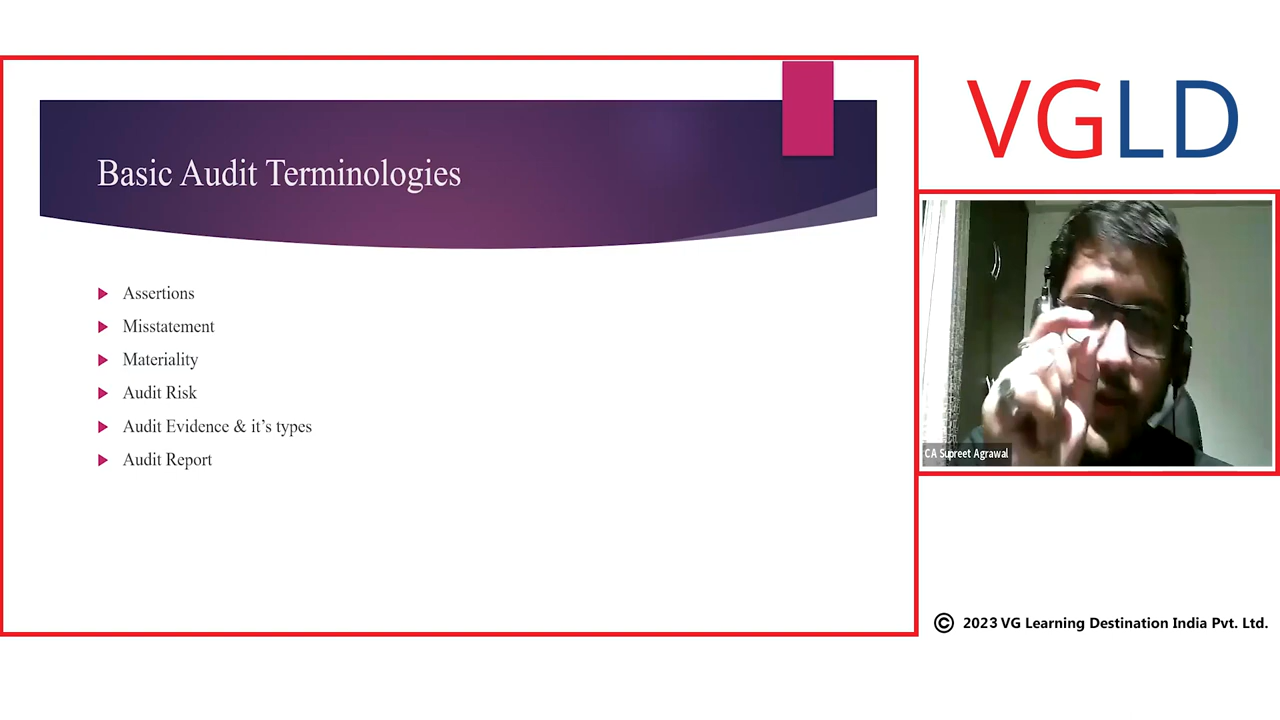 Basic Audit Terminologies
Assertions
Misstatement
Materiality
Audit Risk
Audit Evidence & it’s types
Audit Report
VGLD
CA Supreet Agrawal
© 2023 VG Learning Destination India Pvt. Ltd.